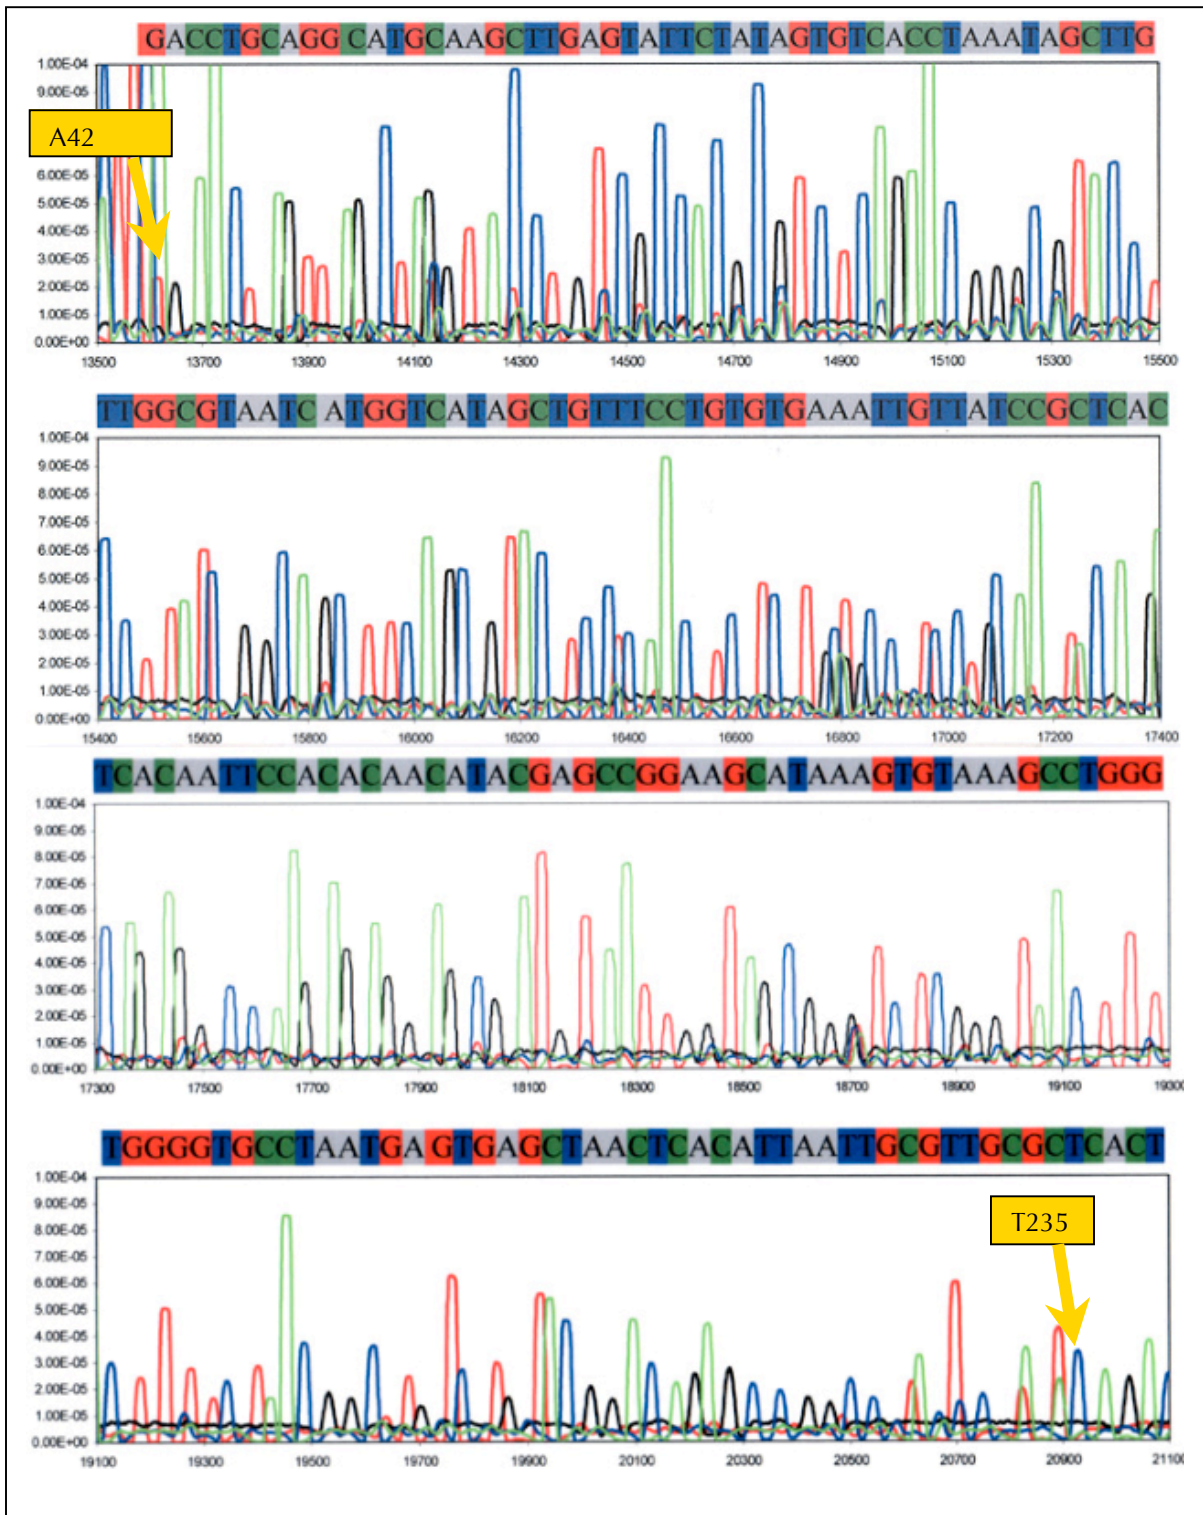 GACCTGCAGGCATGCAAGCTTGAGTATTCTATAGTGTCACCTAAATAGCTTG
1.00E-04
9.00E-05
8.00E-05
7.00E-05
6.00E-05
5.00E-05
4.00E-05
3.00E-05
2.00E-05
1.00E-05
0.00E+00
A42
13500 13700 13900 14100 14300 14500 14700 14900 15100 15300 15500
TTGGCGTAATCATGGTCATAGCTGTTTCCTGTGTGAAATTGTTATCCGCTCAC
1.00E-04
9.00E-05
8.00E-05
7.00E-05
6.00E-05
5.00E-05
4.00E-05
3.00E-05
2.00E-05
1.00E-05
0.00E+00
15400 15600 15800 16000 16200 16400 16600 16800 17000 17200 17400
TCACAATTCCACACAACATACGAGCCGGAAGCATAAAGTGTAAAGCCTGGG
1.00E-04
9.00E-05
8.00E-05
7.00E-05
6.00E-05
5.00E-05
4.00E-05
3.00E-05
2.00E-05
1.00E-05
0.00E+00
17300 17500 17700 17900 18100 18300 18500 18700 18900 19100 19300
TGGGGTGCCTAATGAGTGAGCTAACTCACATTAATTGCGTTGCGCTCACT
1.00E-04
9.00E-05
8.00E-05
7.00E-05
6.00E-05
5.00E-05
4.00E-05
3.00E-05
2.00E-05
1.00E-05
0.00E+00
T235
19100 19300 19500 19700 19900 20100 20300 20500 20700 20900 21100